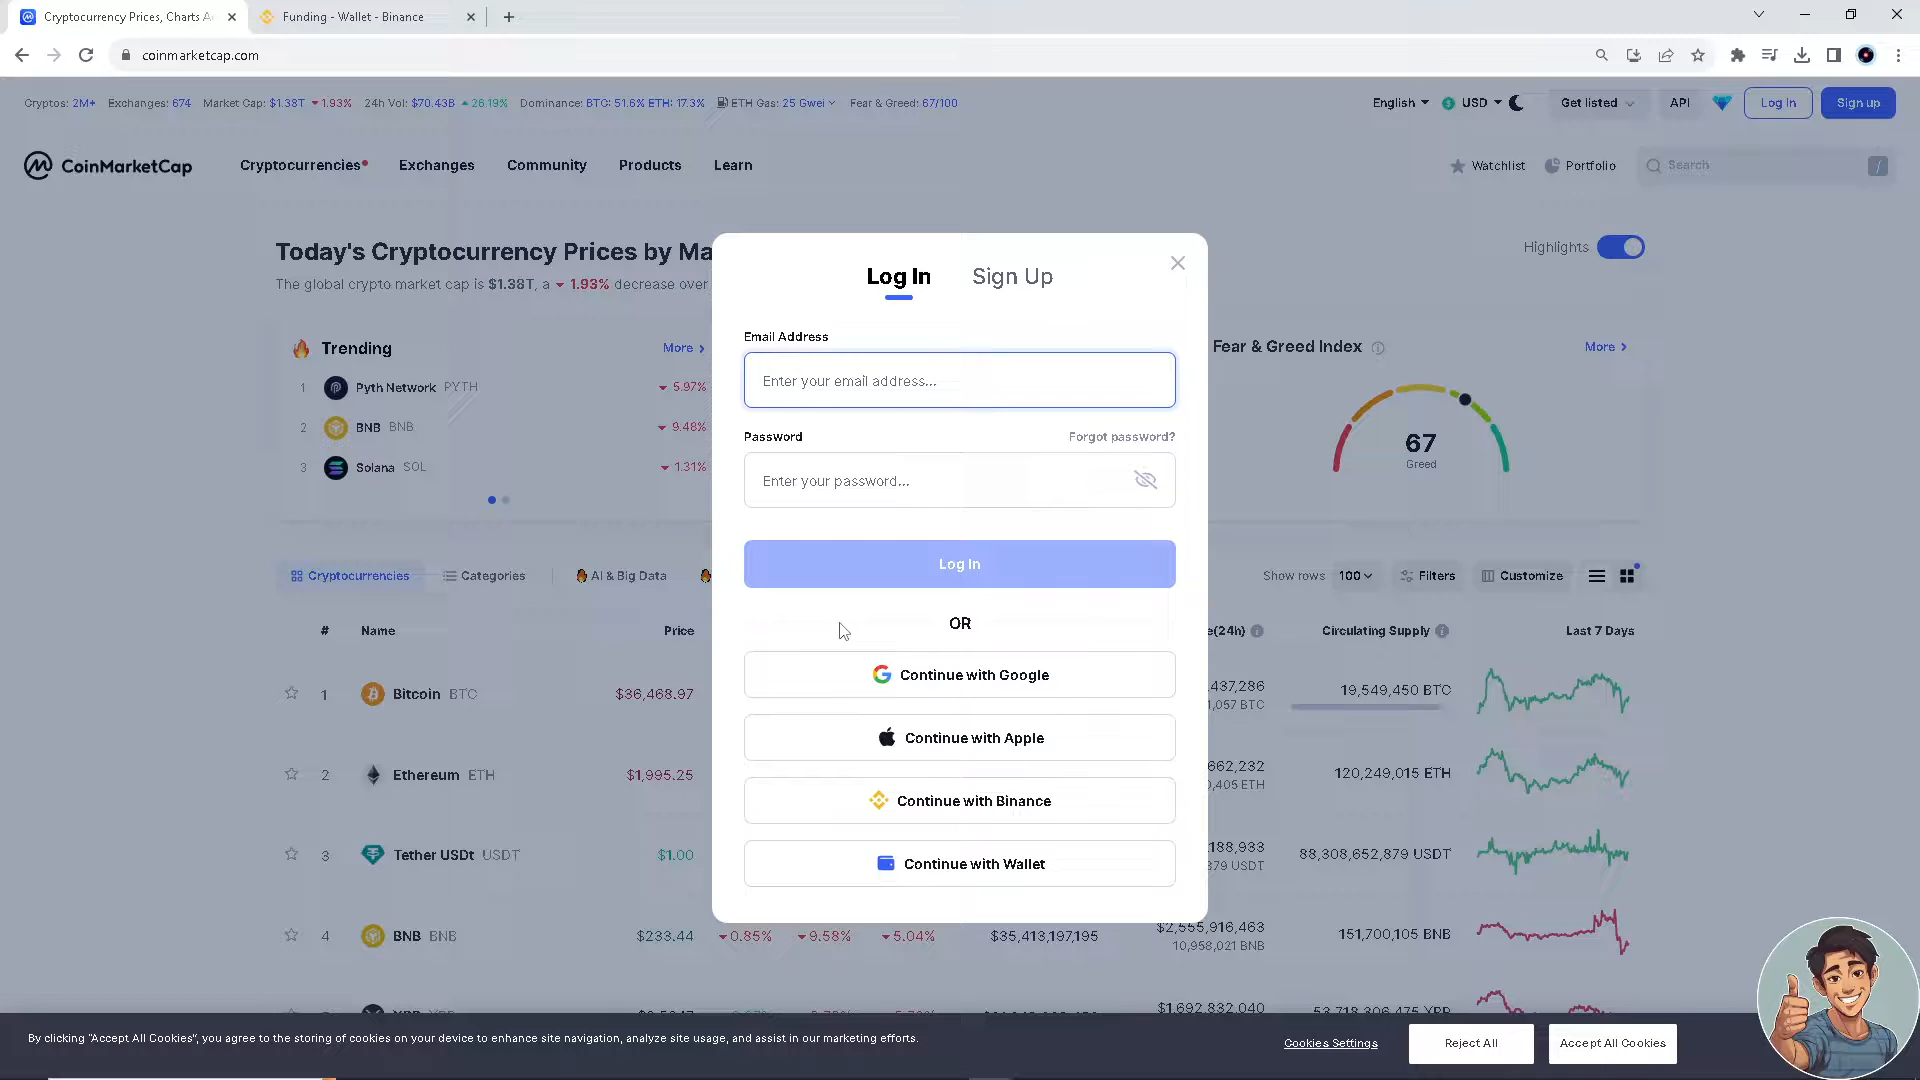 Cryptocurrency Prices, Charts A
Funding - Wallet - Binance
coinmarketcap.com
Cryptos: 2M+ Exchanges: 674 Market Cap: $1.38T 1.93% 24h Vol: $70.43B 26.19% Dominance: BTC: 51.6% ETH: 17.3% ETH Gas: 25 Gwei Fear & Greed: 67/100
English USD Get listed API Log In Sign up
CoinMarketCap Cryptocurrencies Exchanges Community Products Learn Watchlist Portfolio Search /
Today's Cryptocurrency Prices by Ma
Highlights
The global crypto market cap is $1.38T, a 1.93% decrease over
Trending More
1 Pyth Network PYTH 5.97%
2 BNB BNB 9.48%
3 Solana SOL 1.31%
Log In Sign Up
Email Address
Enter your email address...
Password Forgot password?
Enter your password...
Log In
OR
Continue with Google
Continue with Apple
Continue with Binance
Continue with Wallet
Fear & Greed Index More
67
Greed
Cryptocurrencies Categories AI & Big Data
Show rows 100 Filters Customize
# Name Price e(24h) Circulating Supply Last 7 Days
1 Bitcoin BTC $36,468.97 ,437,286 19,549,450 BTC
1,057 BTC
2 Ethereum ETH $1,995.25 662,232 120,249,015 ETH
0,405 ETH
3 Tether USDt USDT $1.00 188,933 88,308,652,879 USDT
379 USDT
4 BNB BNB $233.44 0.85% 9.58% 5.04% $35,413,197,195 $2,555,916,463 151,700,105 BNB
10,958,021 BNB
$1,692,832,040
By clicking "Accept All Cookies", you agree to the storing of cookies on your device to enhance site navigation, analyze site usage, and assist in our marketing efforts.
Cookies Settings Reject All Accept All Cookies